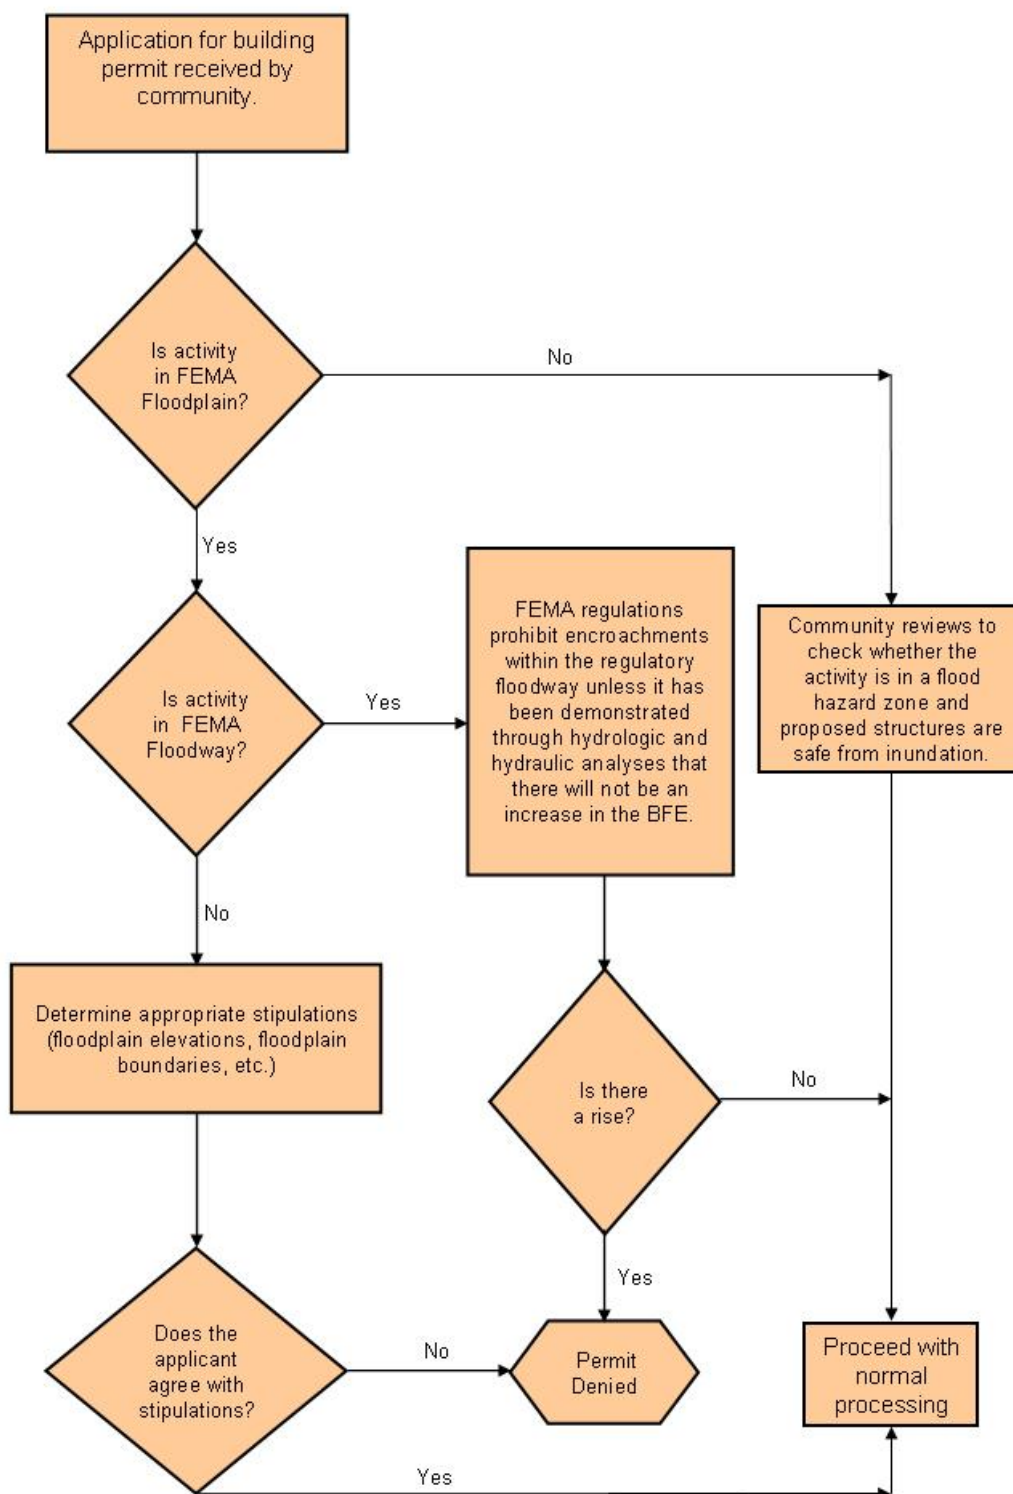 Application for building
permit received by
community.
Is activity
in FEMA
Floodplain?
No
Yes
Is activity
in FEMA
Floodway?
Yes
FEMA regulations
prohibit encroachments
within the regulatory
floodway unless it has
been demonstrated
through hydrologic and
hydraulic analyses that
there will not be an
increase in the BFE.
Community reviews to
check whether the
activity is in a flood
hazard zone and
proposed structures are
safe from inundation.
No
Determine appropriate stipulations
(floodplain elevations, floodplain
boundaries, etc.)
Is there
a rise?
No
Yes
Does the
applicant
agree with
stipulations?
No
Permit
Denied
Proceed with
normal
processing
Yes